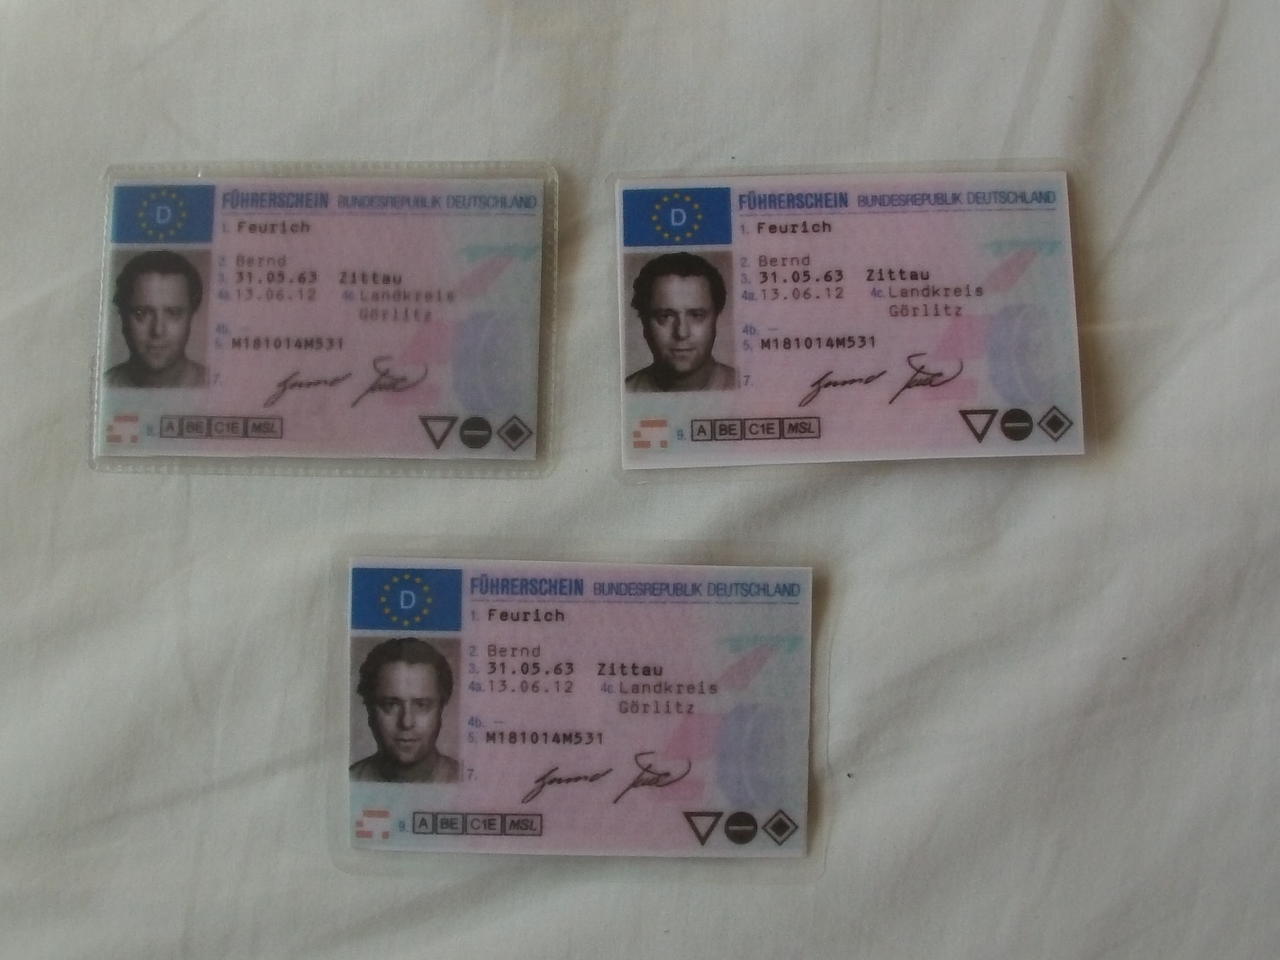 D
FÜHRERSCHEIN BUNDESREPUBLIK DEUTSCHLAND
1. Feurich
2. Bernd
3. 31.05.63 Zittau
4a. 13.06.12 4c. Landkreis
Görlitz
4b. —
5. M181014M531
7.
9. A BE C1E MSL
D
FÜHRERSCHEIN BUNDESREPUBLIK DEUTSCHLAND
1. Feurich
2. Bernd
3. 31.05.63 Zittau
4a. 13.06.12 4c. Landkreis
Görlitz
4b. —
5. M181014M531
7.
9. A BE C1E MSL
D
FÜHRERSCHEIN BUNDESREPUBLIK DEUTSCHLAND
1. Feurich
2. Bernd
3. 31.05.63 Zittau
4a. 13.06.12 4c. Landkreis
Görlitz
4b. —
5. M181014M531
7.
9. A BE C1E MSL